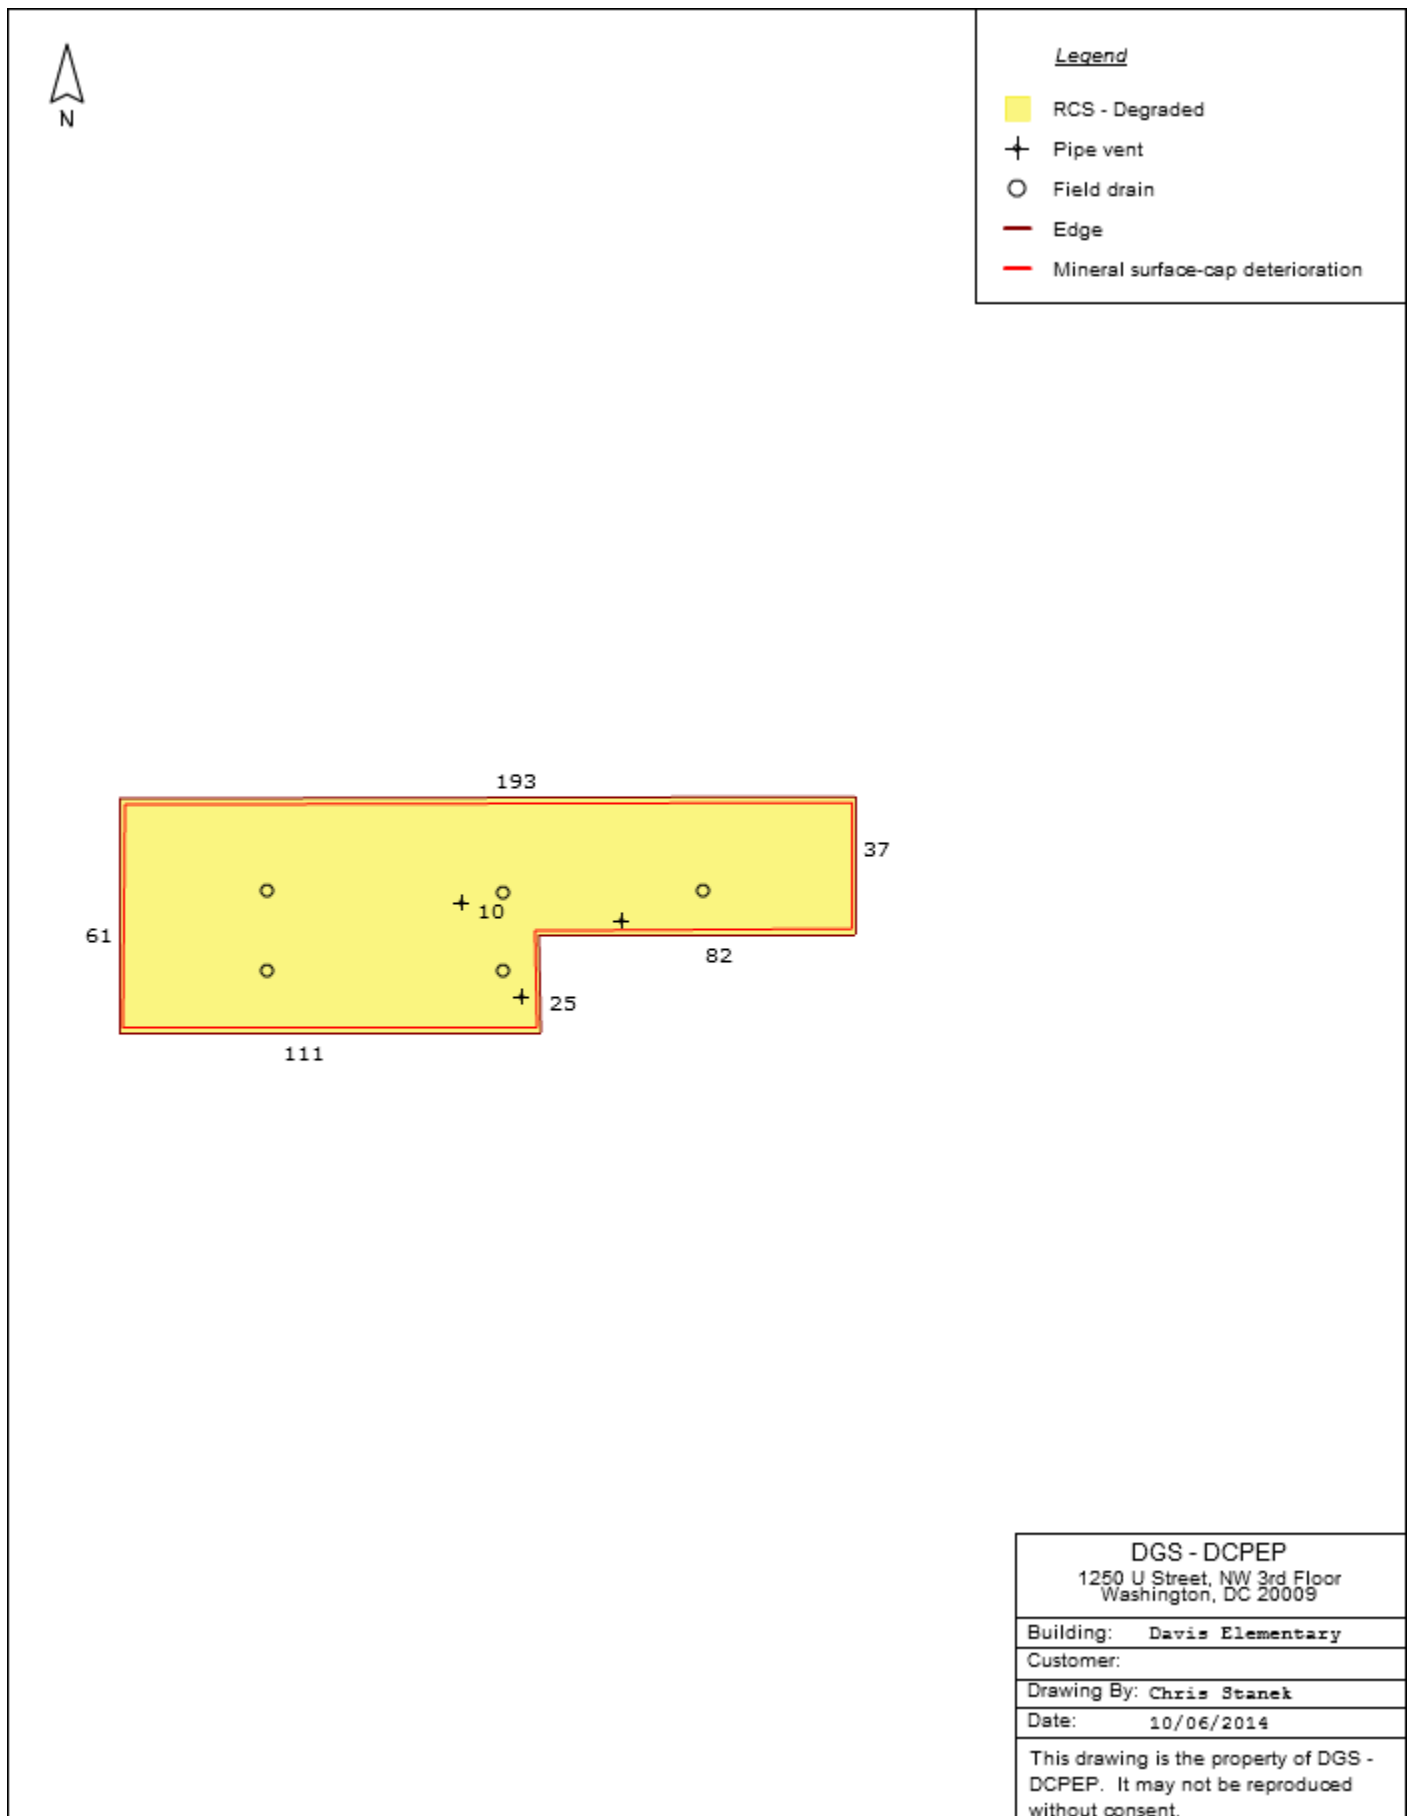 N
Legend
RCS - Degraded
Pipe vent
Field drain
Edge
Mineral surface-cap deterioration
193
37
10
61
82
25
111
DGS - DCPEP
1250 U Street, NW 3rd Floor
Washington, DC 20009
Building: Davis Elementary
Customer:
Drawing By: Chris Stanek
Date: 10/06/2014
This drawing is the property of DGS -
DCPEP. It may not be reproduced
without consent.